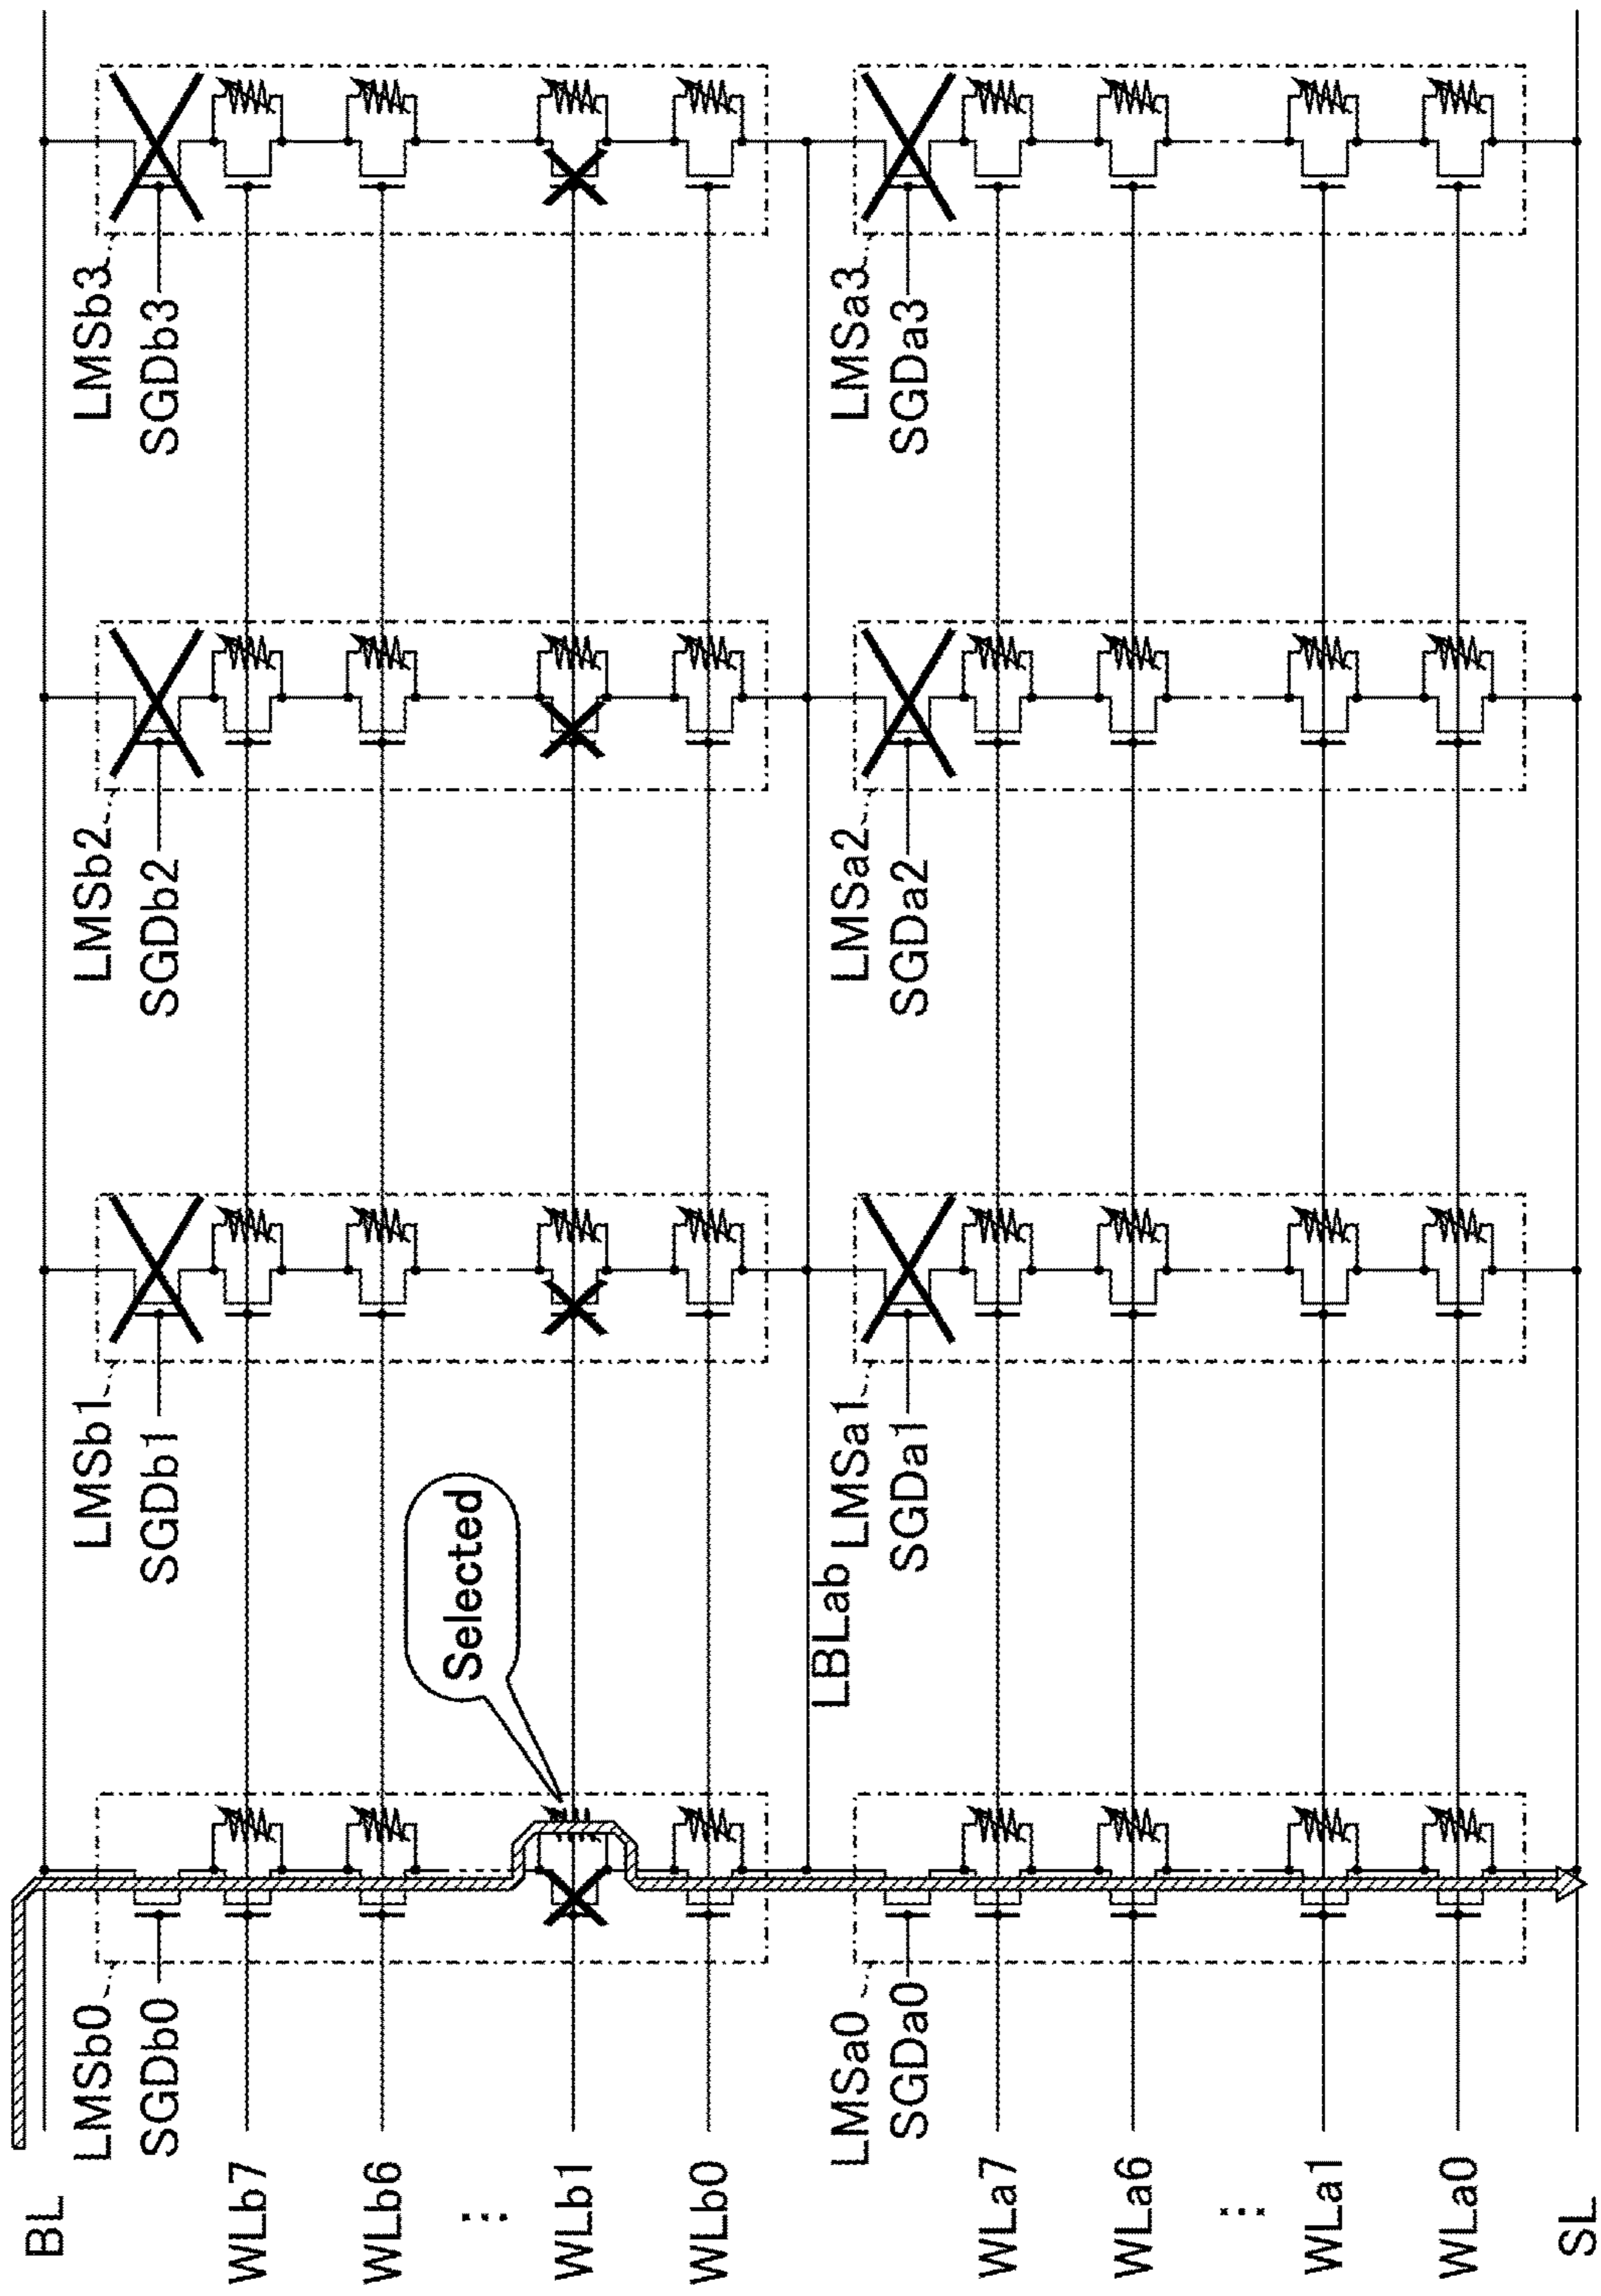 BL
LMSb0
SGDb0
LMSb1
SGDb1
LMSb2
SGDb2
LMSb3
SGDb3
WLb7
WLb6
⋮
Selected
WLb1
WLb0
LBLab
LMSa0
SGDa0
LMSa1
SGDa1
LMSa2
SGDa2
LMSa3
SGDa3
WLa7
WLa6
⋮
WLa1
WLa0
SL